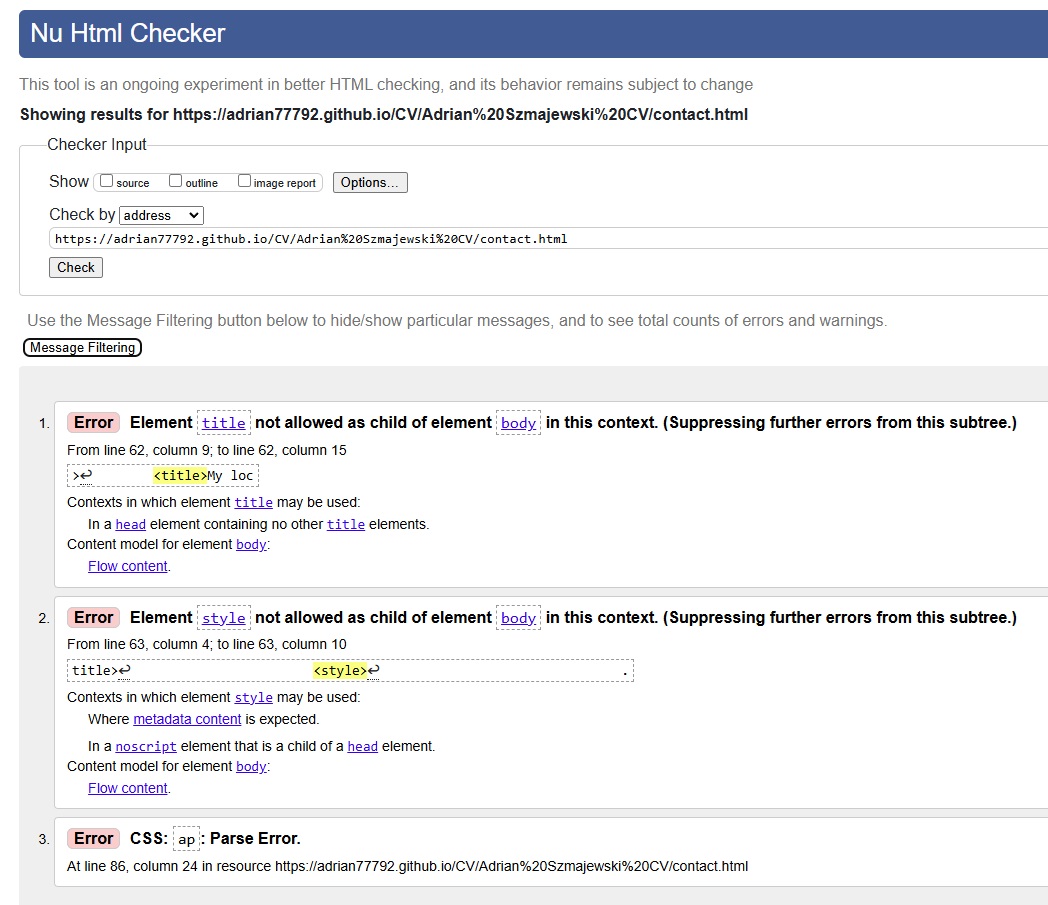 Nu Html Checker
This tool is an ongoing experiment in better HTML checking, and its behavior remains subject to change
Showing results for https://adrian77792.github.io/CV/Adrian%20Szmajewski%20CV/contact.html
Checker Input
Show source outline image report Options...
Check by address
https://adrian77792.github.io/CV/Adrian%20Szmajewski%20CV/contact.html
Check
Use the Message Filtering button below to hide/show particular messages, and to see total counts of errors and warnings.
Message Filtering
1. Error Element title not allowed as child of element body in this context. (Suppressing further errors from this subtree.)
From line 62, column 9; to line 62, column 15
>↩ <title>My loc
Contexts in which element title may be used:
In a head element containing no other title elements.
Content model for element body:
Flow content.
2. Error Element style not allowed as child of element body in this context. (Suppressing further errors from this subtree.)
From line 63, column 4; to line 63, column 10
title>↩ <style>↩ .
Contexts in which element style may be used:
Where metadata content is expected.
In a noscript element that is a child of a head element.
Content model for element body:
Flow content.
3. Error CSS: ap: Parse Error.
At line 86, column 24 in resource https://adrian77792.github.io/CV/Adrian%20Szmajewski%20CV/contact.html